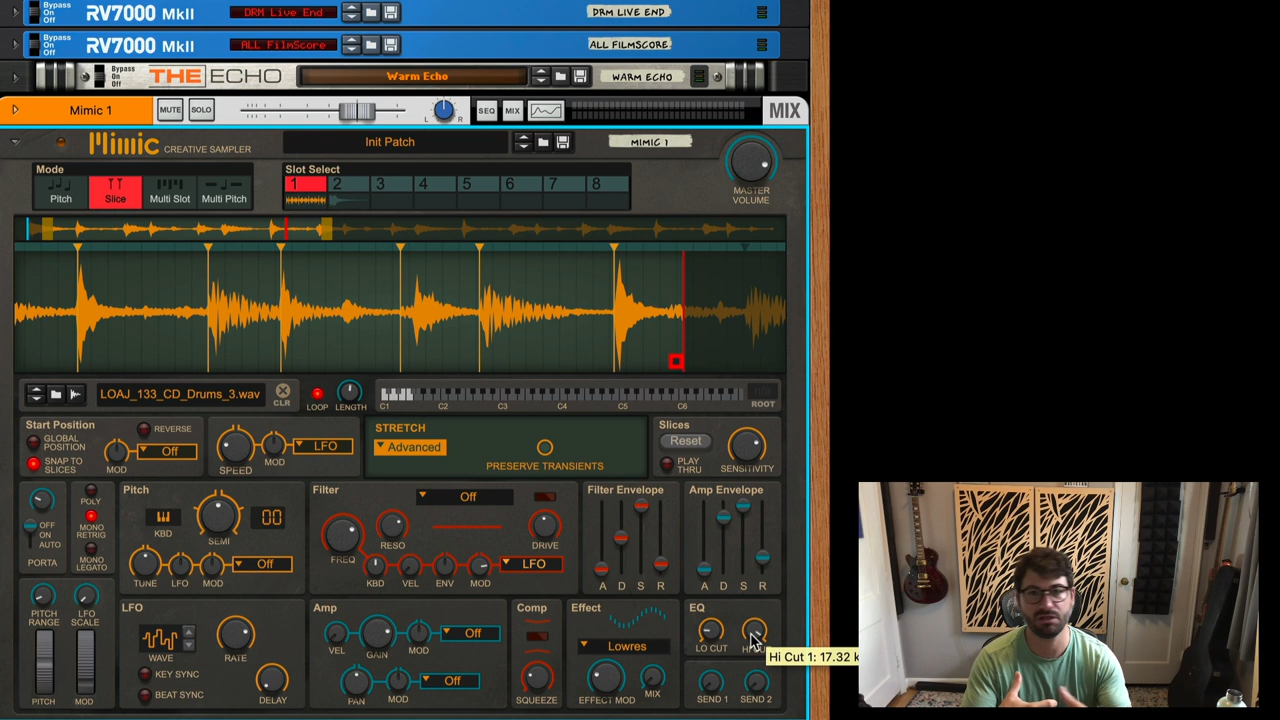 Bypass
On
Off
RV7000 MkII
DRM Live End
DRM LIVE END
Bypass
On
Off
RV7000 MkII
ALL FilmScore
ALL FILMSCORE
Bypass
On
Off
THE ECHO
Warm Echo
WARM ECHO
Mimic 1
MUTE
SOLO
L
R
SEQ
MIX
MIX
Mimic CREATIVE SAMPLER
Init Patch
MIMIC 1
MASTER
VOLUME
Mode
Pitch
Slice
Multi Slot
Multi Pitch
Slot Select
1 2 3 4 5 6 7 8
LOAJ_133_CD_Drums_3.wav
CLR
LOOP
LENGTH
C1 C2 C3 C4 C5 C6
ROOT
Start Position
GLOBAL
POSITION
SNAP TO
SLICES
REVERSE
MOD
Off
SPEED
MOD
LFO
STRETCH
Advanced
PRESERVE TRANSIENTS
Slices
Reset
PLAY
THRU
SENSITIVITY
OFF
ON
AUTO
PORTA
POLY
MONO
RETRIG
MONO
LEGATO
Pitch
KBD
SEMI
00
TUNE
LFO
MOD
Off
Filter
Off
FREQ
RESO
DRIVE
KBD
VEL
ENV
MOD
LFO
Filter Envelope
A D S R
Amp Envelope
A D S R
PITCH
RANGE
LFO
SCALE
PITCH
MOD
LFO
WAVE
RATE
KEY SYNC
BEAT SYNC
DELAY
Amp
VEL
GAIN
MOD
Off
PAN
MOD
Off
Comp
SQUEEZE
Effect
Lowres
EFFECT MOD
MIX
EQ
LO CUT
Hi Cut 1: 17.32 k
SEND 1
SEND 2